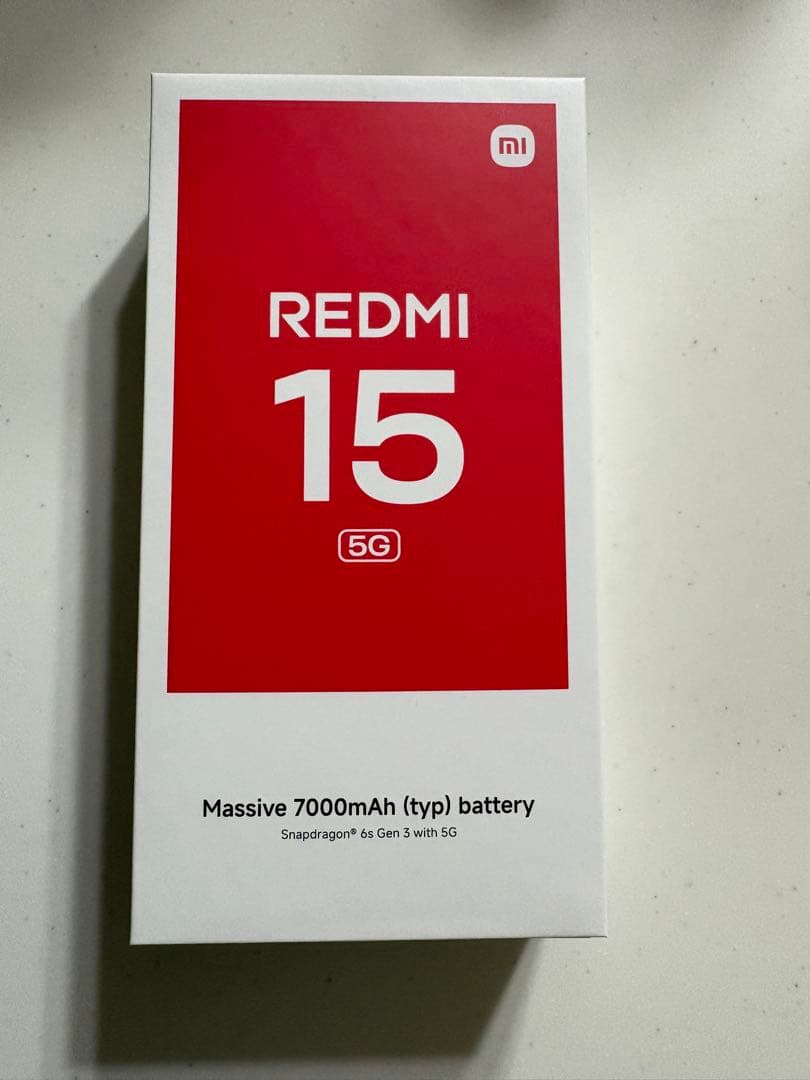 mi
REDMI
15
5G
Massive 7000mAh (typ) battery
Snapdragon® 6s Gen 3 with 5G